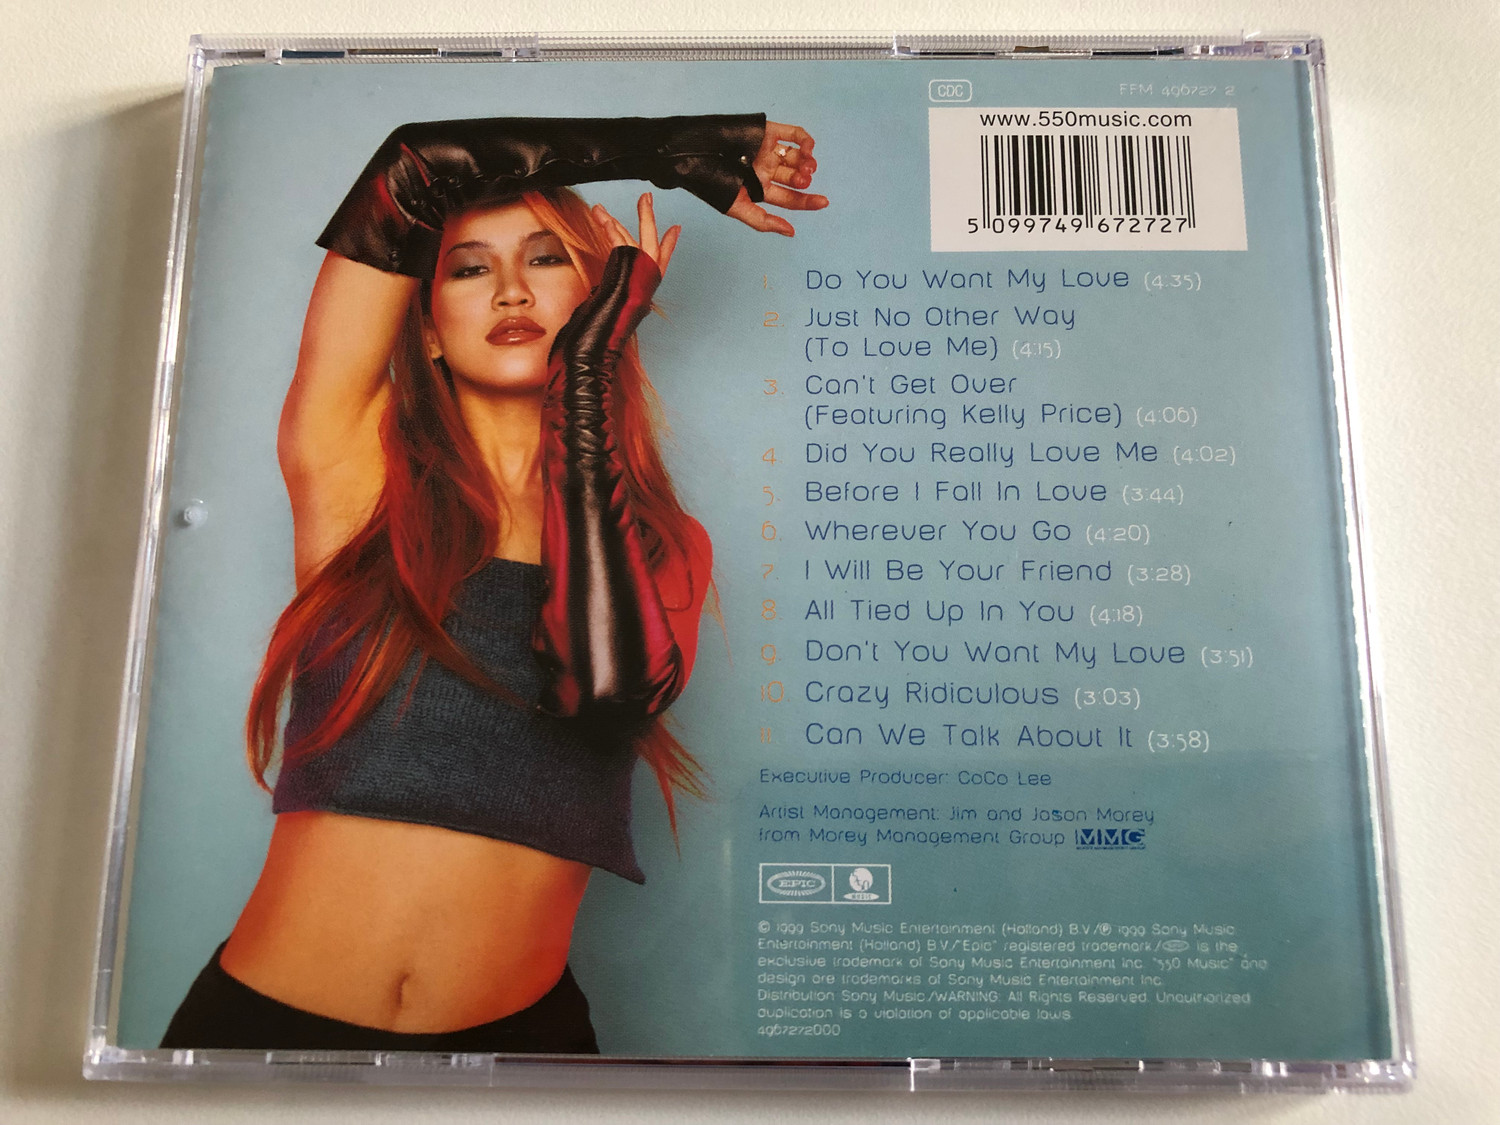 CDC
FFM 496727 2
www.550music.com
5 099749 672727
1. Do You Want My Love (4:35)
2. Just No Other Way
(To Love Me) (4:15)
3. Can't Get Over
(Featuring Kelly Price) (4:06)
4. Did You Really Love Me (4:02)
5. Before I Fall In Love (3:44)
6. Wherever You Go (4:20)
7. I Will Be Your Friend (3:28)
8. All Tied Up In You (4:18)
9. Don't You Want My Love (3:51)
10. Crazy Ridiculous (3:03)
11. Can We Talk About It (3:58)
Executive Producer: CoCo Lee
Artist Management: Jim and Jason Morey
from Morey Management Group MMG
EPIC
MUSIC
© 1999 Sony Music Entertainment (Holland) B.V./℗ 1999 Sony Music
Entertainment (Holland) B.V./"Epic" registered trademark/ is the
exclusive trademark of Sony Music Entertainment Inc. "550 Music" and
design are trademarks of Sony Music Entertainment Inc.
Distribution Sony Music/WARNING: All Rights Reserved. Unauthorized
duplication is a violation of applicable laws.
4967272000